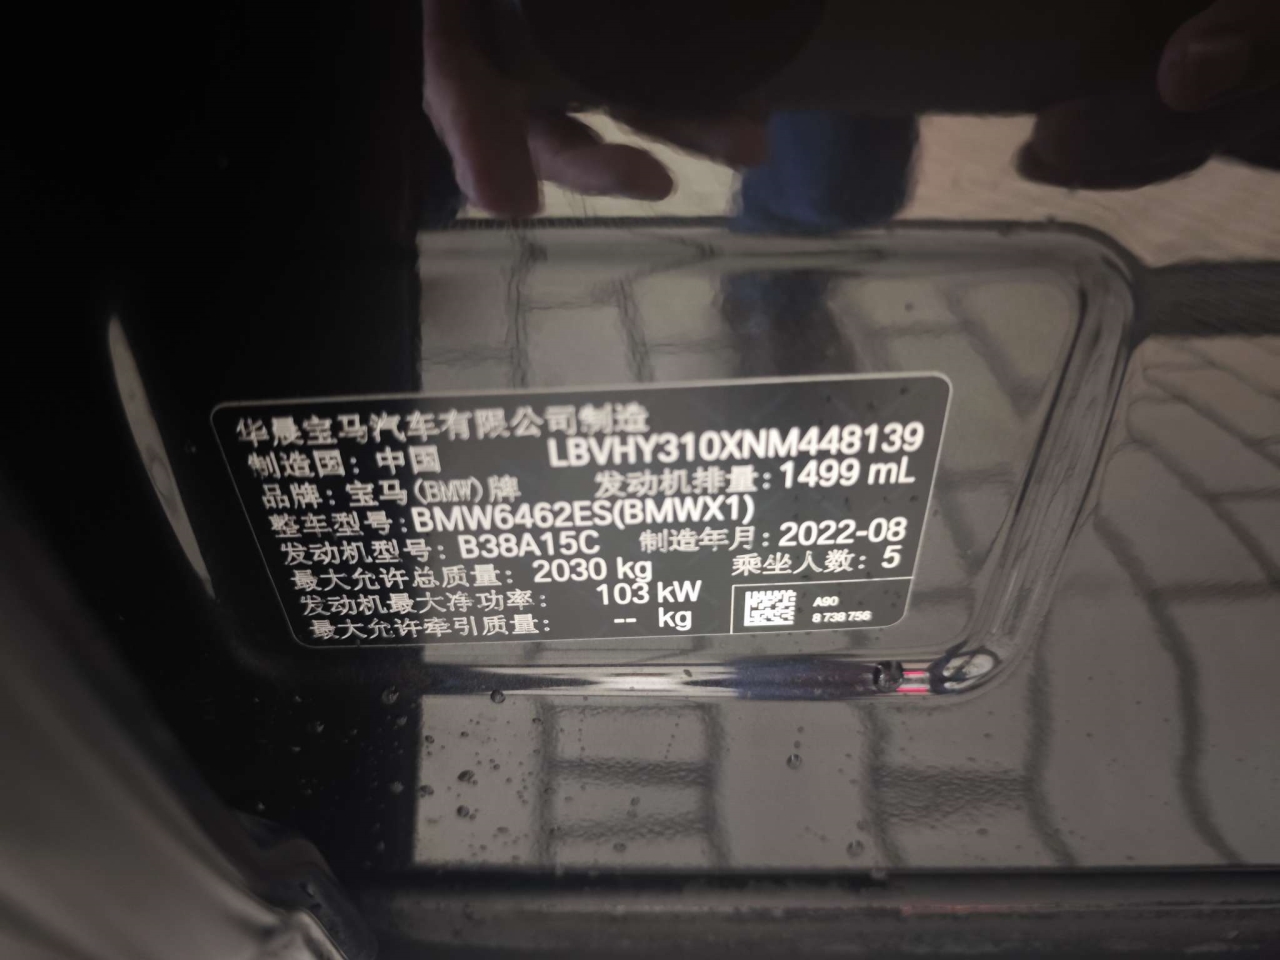 华晨宝马汽车有限公司制造
制造国：中国 LBVHY310XNM448139
品牌：宝马(BMW)牌 发动机排量：1499 mL
整车型号：BMW6462ES(BMWX1)
发动机型号：B38A15C 制造年月：2022-08
最大允许总质量：2030 kg 乘坐人数：5
发动机最大净功率：103 kW
最大允许牵引质量：-- kg
A90
8 738 756